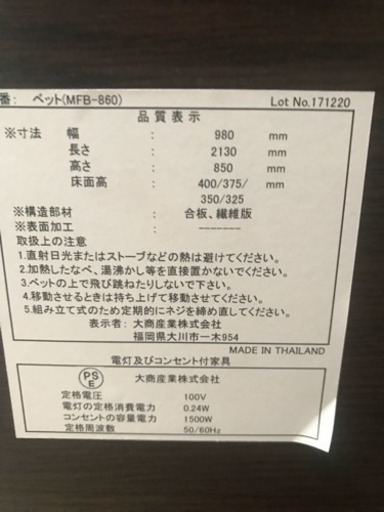 番: ベット(MFB-860) Lot No.171220
品質表示
※寸法 幅 : 980 mm
長さ : 2130 mm
高さ : 850 mm
床面高 : 400/375/ mm
350/325
※構造部材 : 合板、繊維版
※表面加工 : -------
取扱上の注意
1.直射日光またはストーブなどの熱は避けてください。
2.加熱したなべ、湯沸かし等を直接置かないでください。
3.ベットの上で飛び跳ねたりしない下さい。
4.移動させるときは持ち上げて移動させてください。
5.組み立て式のため定期的にネジを締め直してください。
表示者: 大商産業株式会社
福岡県大川市一木954
MADE IN THAILAND
電灯及びコンセント付家具
PS
E 大商産業株式会社
定格電圧 : 100V
電灯の定格消費電力 : 0.24W
コンセントの容量電力 : 1500W
定格周波数 : 50/60Hz